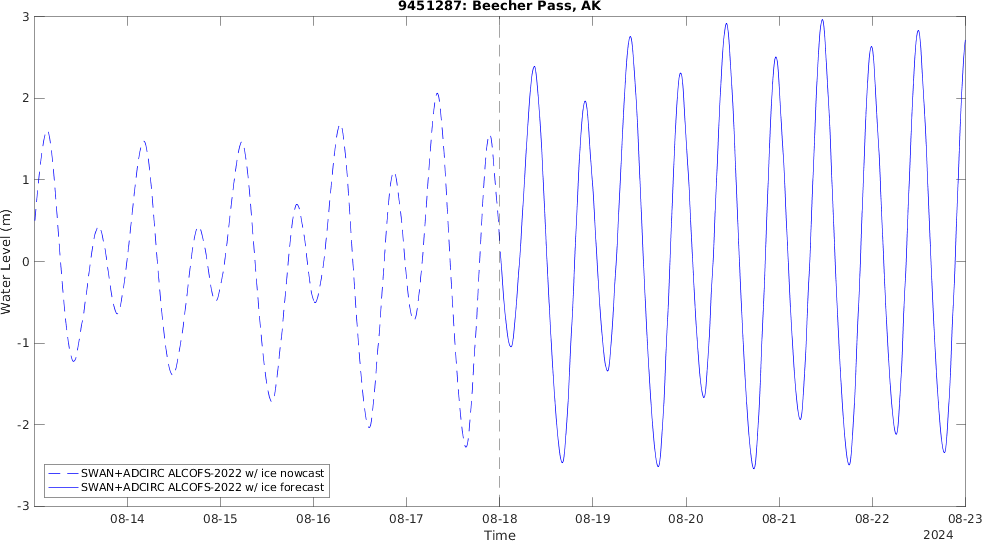 9451287: Beecher Pass, AK
3
2
1
0
-1
-2
-3
Water Level (m)
SWAN+ADCIRC ALCOFS-2022 w/ ice nowcast
SWAN+ADCIRC ALCOFS-2022 w/ ice forecast
08-14 08-15 08-16 08-17 08-18 08-19 08-20 08-21 08-22 08-23
Time
2024